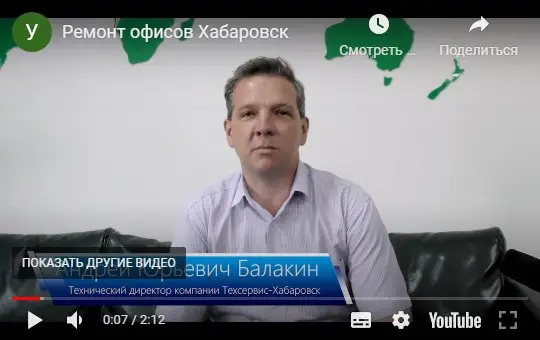 У
Ремонт офисов Хабаровск
Смотреть ...
Поделиться
ПОКАЗАТЬ ДРУГИЕ ВИДЕО
Андрей Юрьевич Балакин
Технический директор компании Техсервис-Хабаровск
0:07 / 2:12
YouTube